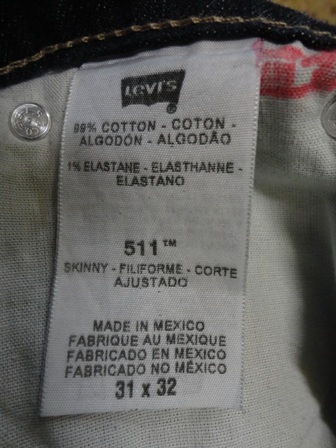 Levi's
®
99% COTTON - COTON -
ALGODÓN - ALGODÃO
1% ELASTANE - ELASTHANNE -
ELASTANO
511™
SKINNY - FILIFORME - CORTE
AJUSTADO
MADE IN MEXICO
FABRIQUE AU MEXIQUE
FABRICADO EN MEXICO
FABRICADO NO MÉXICO
31 x 32